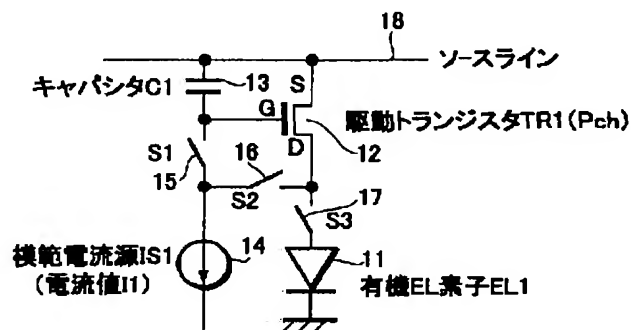 18
ソースライン
キャパシタC1
13
S
G
駆動トランジスタTR1(Pch)
D
12
S1
16
15
S2
17
S3
模範電流源IS1
14
11
(電流値I1)
有機EL素子EL1